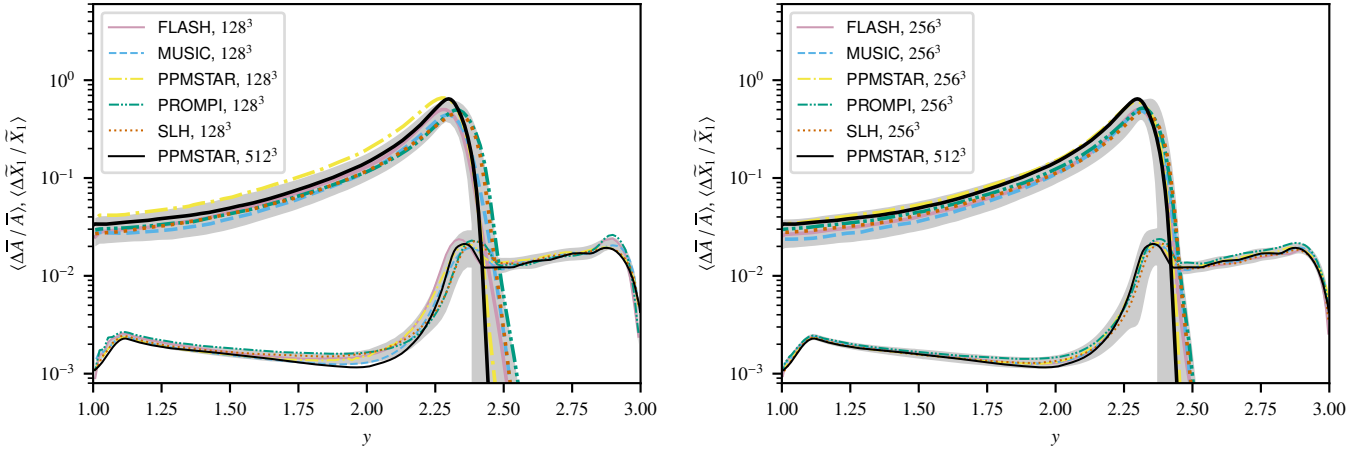 FLASH, 128³
MUSIC, 128³
PPMSTAR, 128³
PROMPI, 128³
SLH, 128³
PPMSTAR, 512³
10⁰
10⁻¹
10⁻²
10⁻³
⟨ΔA̅ / A̅⟩, ⟨ΔX̃₁ / X̃₁⟩
1.00 1.25 1.50 1.75 2.00 2.25 2.50 2.75 3.00
y
FLASH, 256³
MUSIC, 256³
PPMSTAR, 256³
PROMPI, 256³
SLH, 256³
PPMSTAR, 512³
10⁰
10⁻¹
10⁻²
10⁻³
⟨ΔA̅ / A̅⟩, ⟨ΔX̃₁ / X̃₁⟩
1.00 1.25 1.50 1.75 2.00 2.25 2.50 2.75 3.00
y